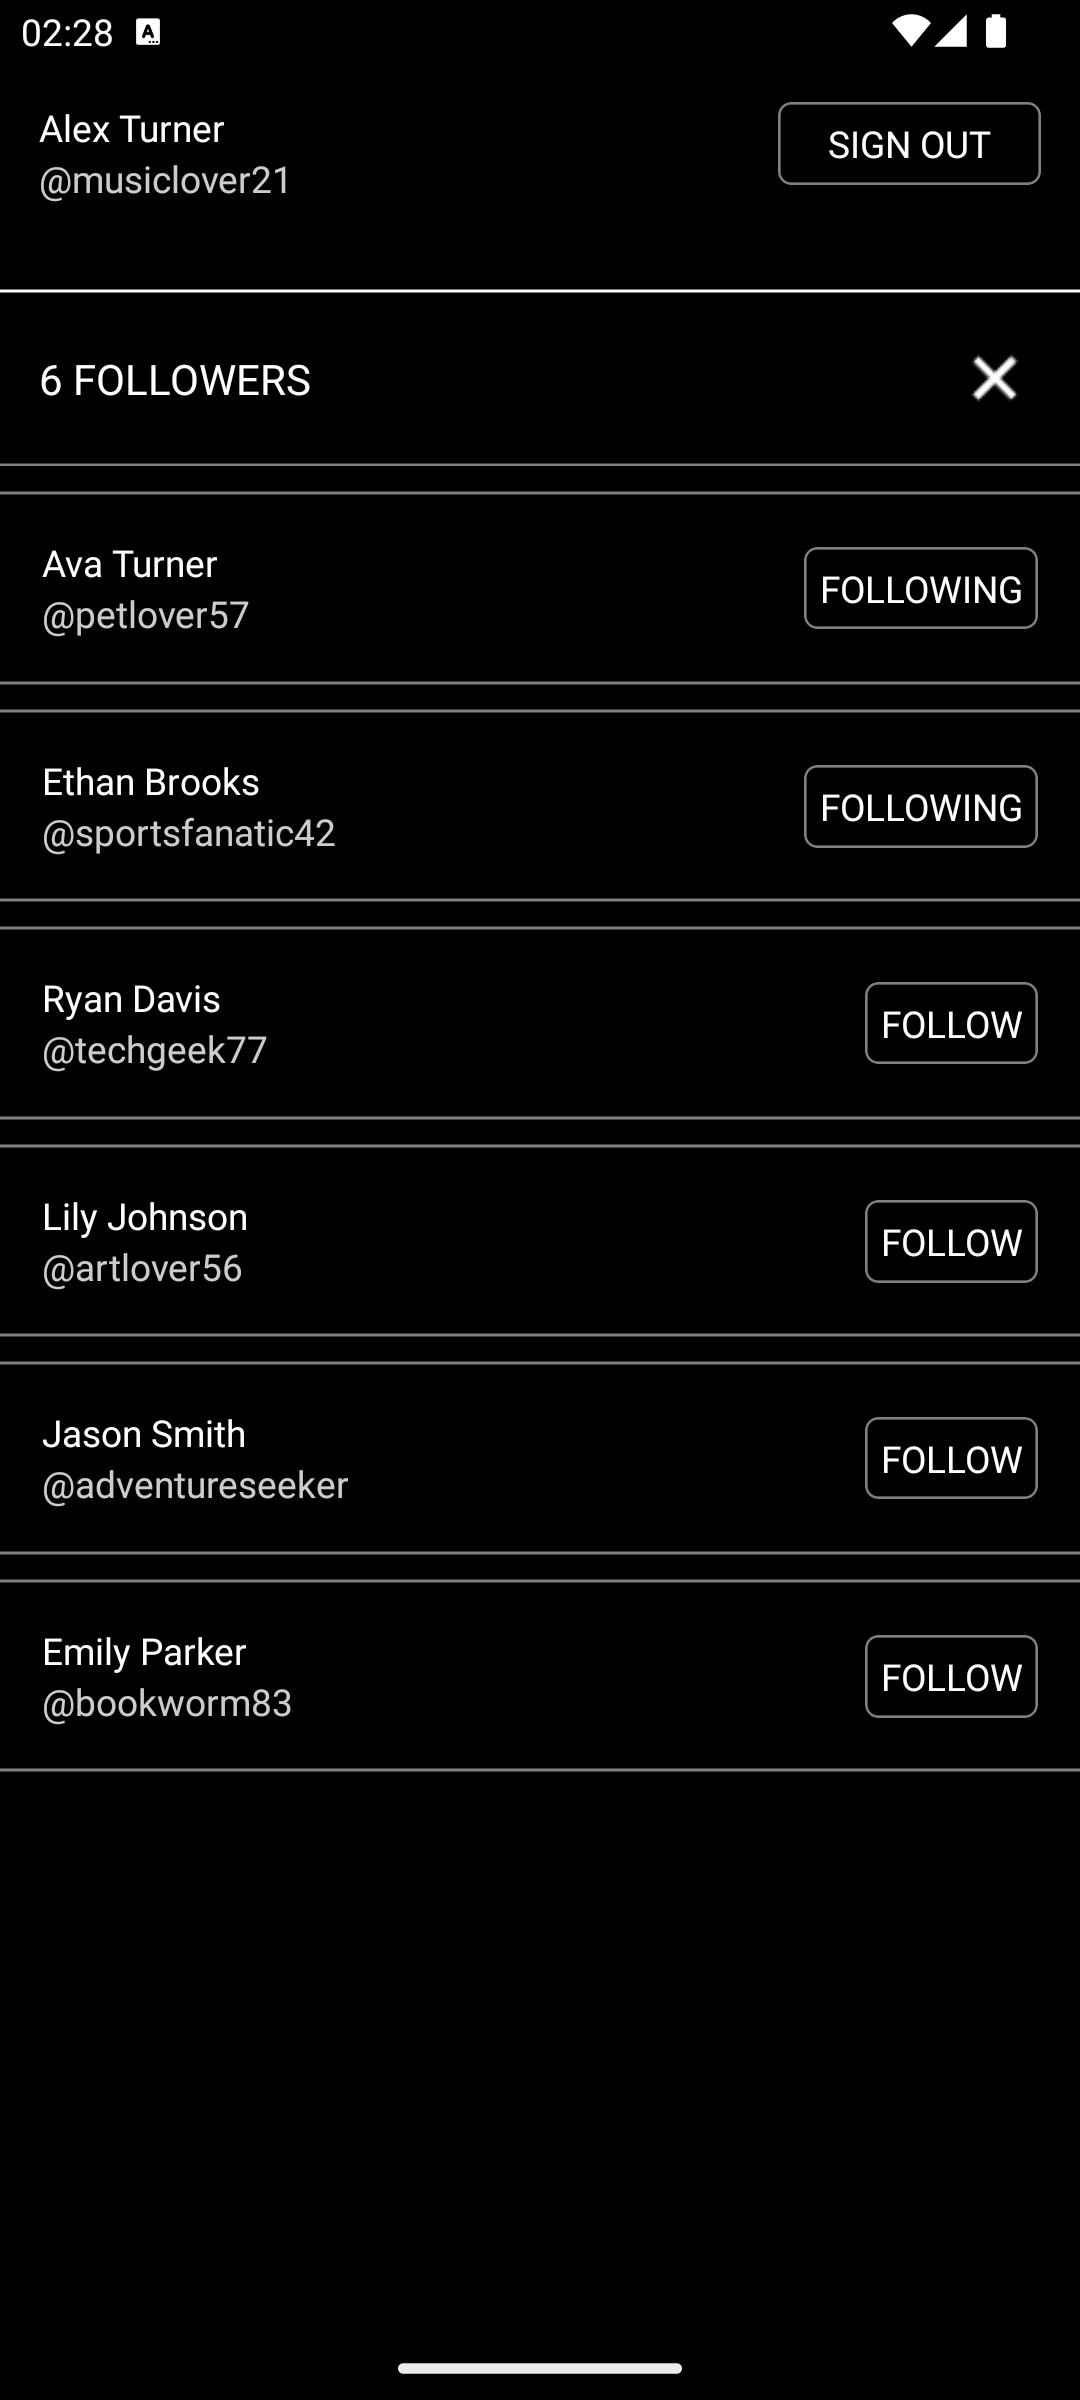 02:28
Alex Turner
@musiclover21
SIGN OUT
6 FOLLOWERS
Ava Turner
@petlover57
FOLLOWING
Ethan Brooks
@sportsfanatic42
FOLLOWING
Ryan Davis
@techgeek77
FOLLOW
Lily Johnson
@artlover56
FOLLOW
Jason Smith
@adventureseeker
FOLLOW
Emily Parker
@bookworm83
FOLLOW